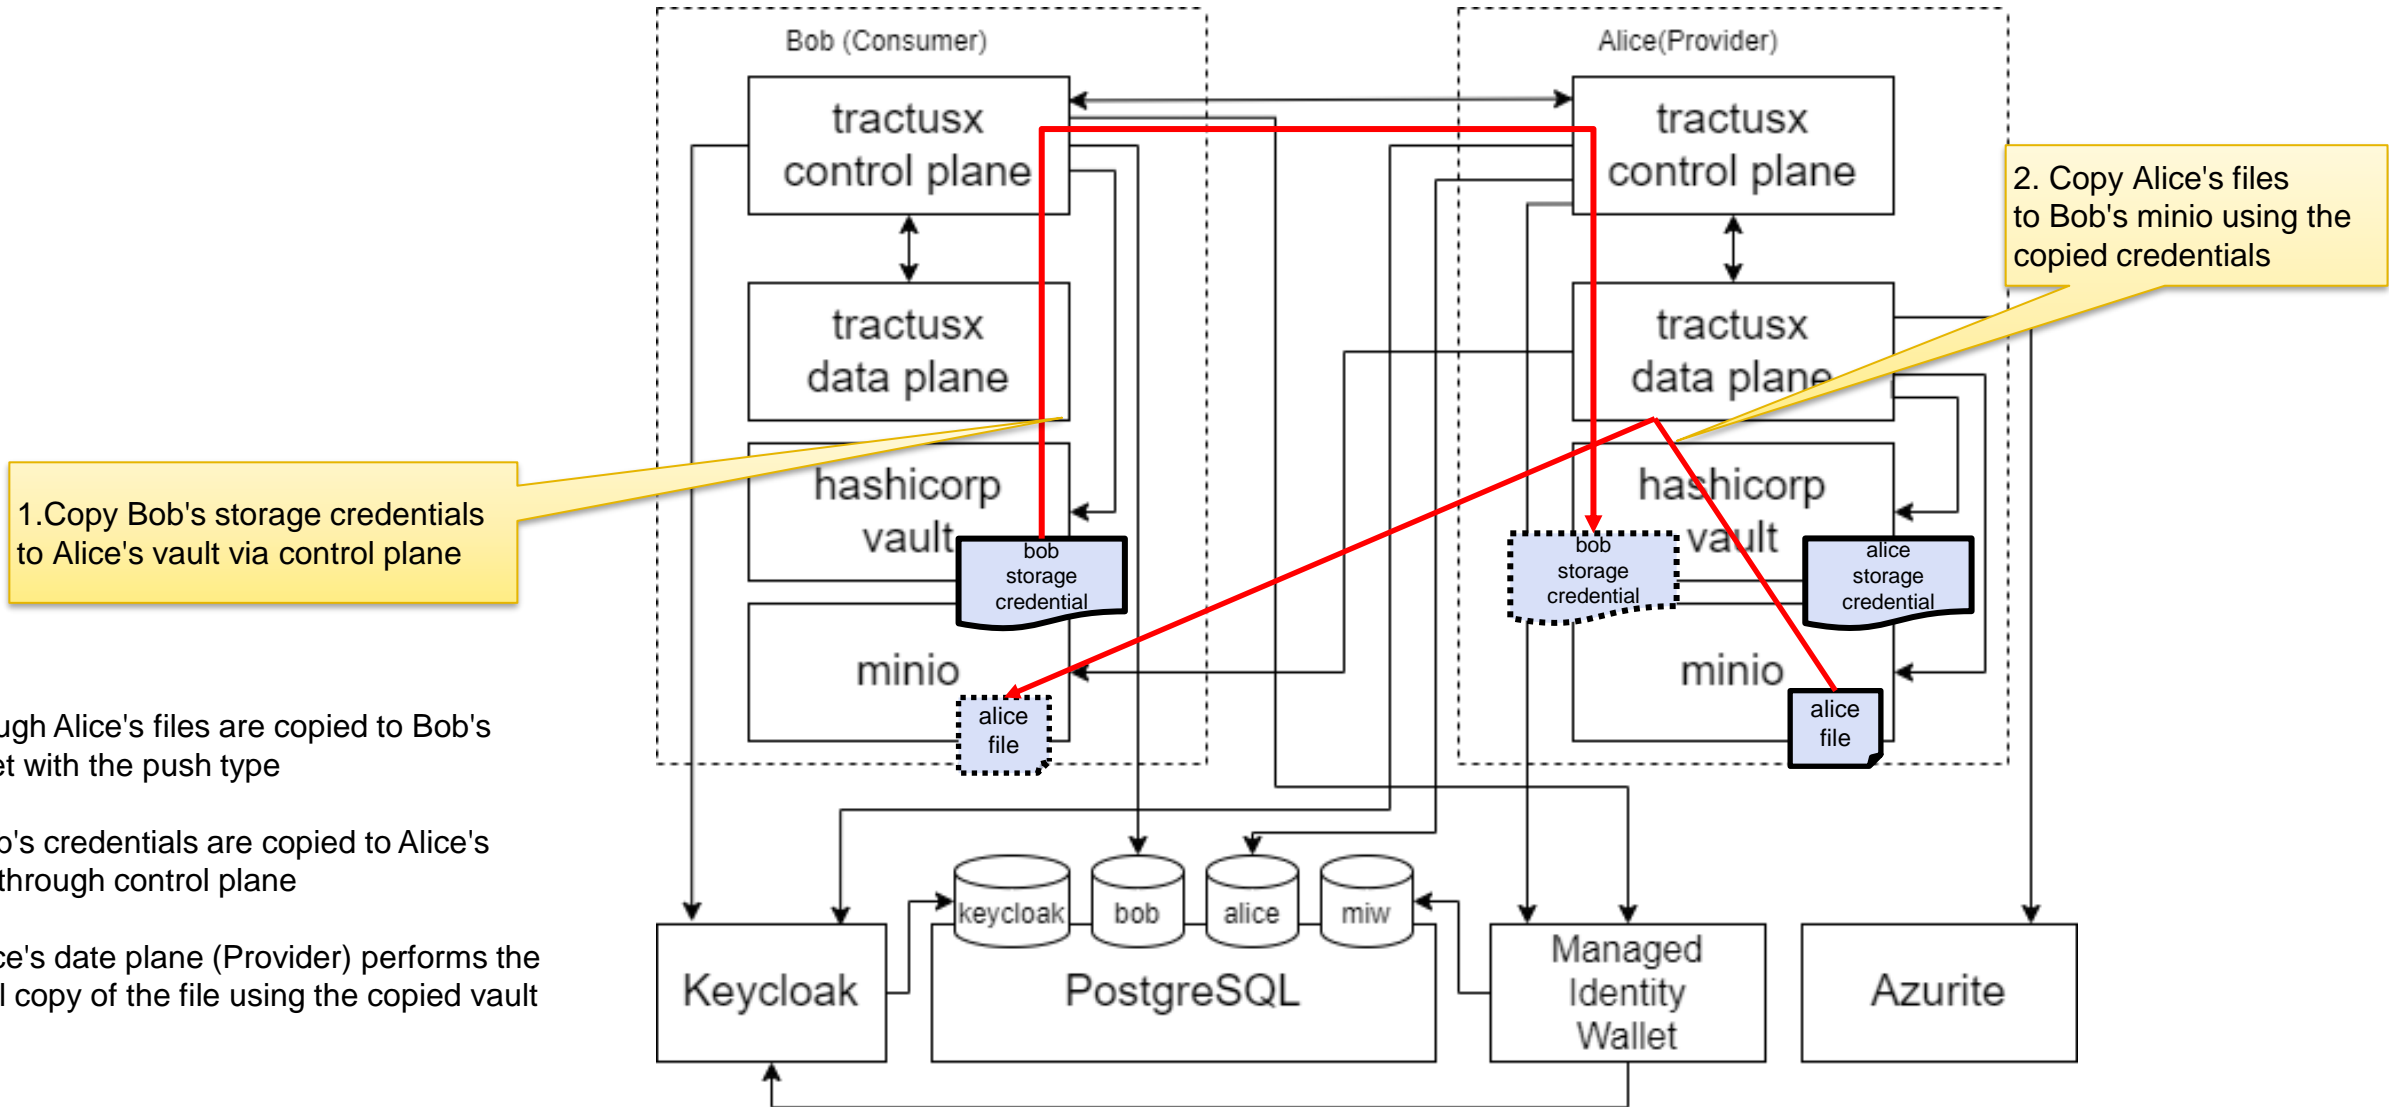 Bob (Consumer)
Alice(Provider)
tractusx
control plane
tractusx
control plane
2. Copy Alice's files
to Bob's minio using the
copied credentials
tractusx
data plane
tractusx
data plane
1.Copy Bob's storage credentials
to Alice's vault via control plane
hashicorp
vault
bob
storage
credential
hashicorp
vault
bob
storage
credential
alice
storage
credential
minio
alice
file
minio
alice
file
Alice's files are copied to Bob's
with the push type
credentials are copied to Alice's
through control plane
date plane (Provider) performs the
copy of the file using the copied vault
keycloak
bob
alice
miw
Keycloak
PostgreSQL
Managed
Identity
Wallet
Azurite